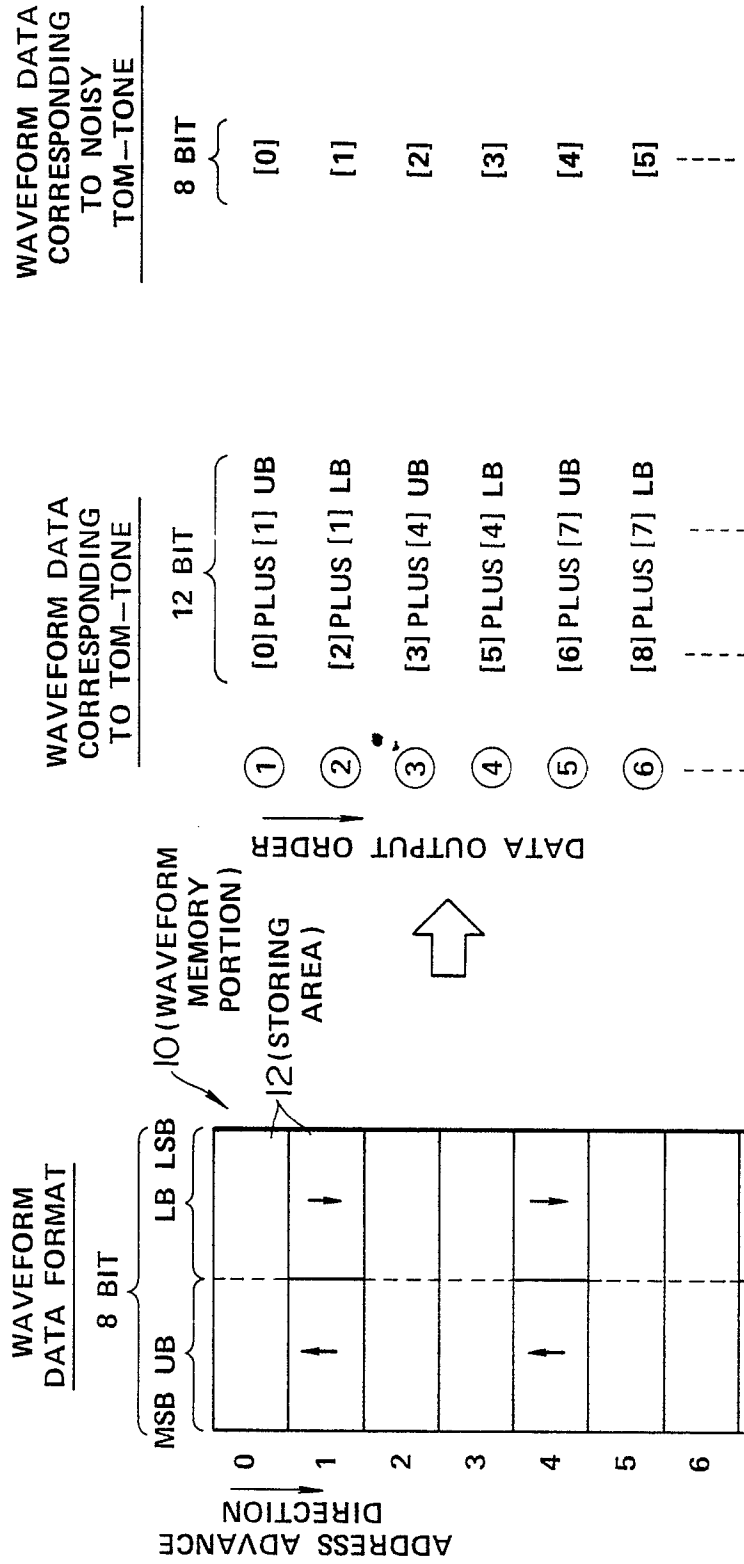 WAVEFORM
DATA FORMAT
8 BIT
MSB UB LB LSB
0
1
2
3
4
5
6
ADDRESS ADVANCE
DIRECTION
10(WAVEFORM
MEMORY
PORTION)
12(STORING
AREA)
DATA OUTPUT ORDER
WAVEFORM DATA
CORRESPONDING
TO TOM-TONE
12 BIT
1 [0] PLUS [1] UB
2 [2] PLUS [1] LB
3 [3] PLUS [4] UB
4 [5] PLUS [4] LB
5 [6] PLUS [7] UB
6 [8] PLUS [7] LB
WAVEFORM DATA
CORRESPONDING
TO NOISY
TOM-TONE
8 BIT
[0]
[1]
[2]
[3]
[4]
[5]